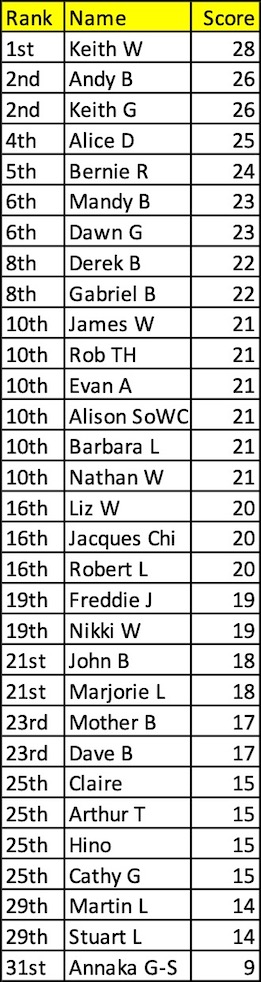 Rank Name Score
1st Keith W 28
2nd Andy B 26
2nd Keith G 26
4th Alice D 25
5th Bernie R 24
6th Mandy B 23
6th Dawn G 23
8th Derek B 22
8th Gabriel B 22
10th James W 21
10th Rob TH 21
10th Evan A 21
10th Alison SoWC 21
10th Barbara L 21
10th Nathan W 21
16th Liz W 20
16th Jacques Chi 20
16th Robert L 20
19th Freddie J 19
19th Nikki W 19
21st John B 18
21st Marjorie L 18
23rd Mother B 17
23rd Dave B 17
25th Claire 15
25th Arthur T 15
25th Hino 15
25th Cathy G 15
29th Martin L 14
29th Stuart L 14
31st Annaka G-S 9